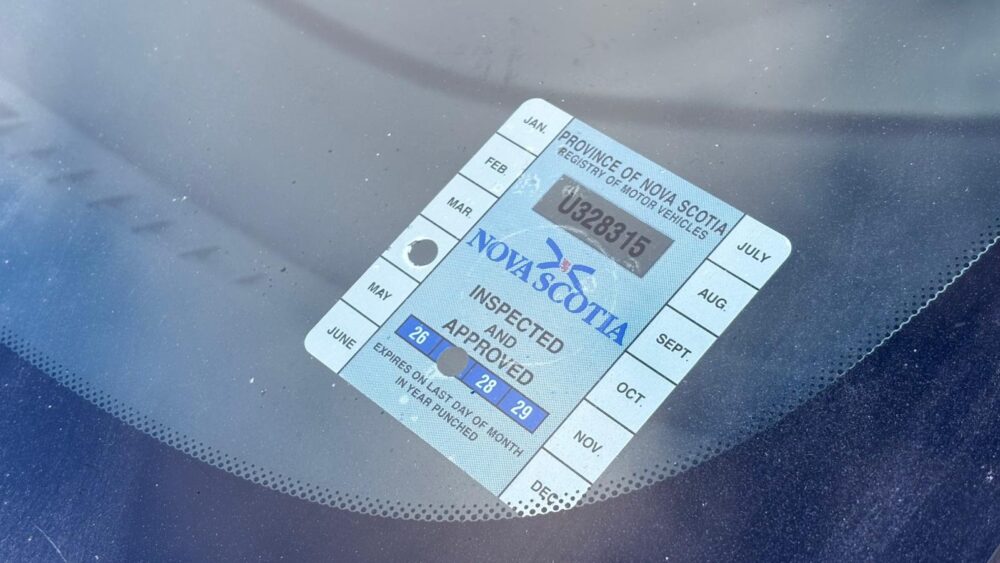 JAN.
FEB.
MAR.
MAY
JUNE
PROVINCE OF NOVA SCOTIA
REGISTRY OF MOTOR VEHICLES
U328315
NOVA SCOTIA
INSPECTED
AND
APPROVED
26 28 29
EXPIRES ON LAST DAY OF MONTH
IN YEAR PUNCHED
JULY
AUG.
SEPT.
OCT.
NOV.
DEC.